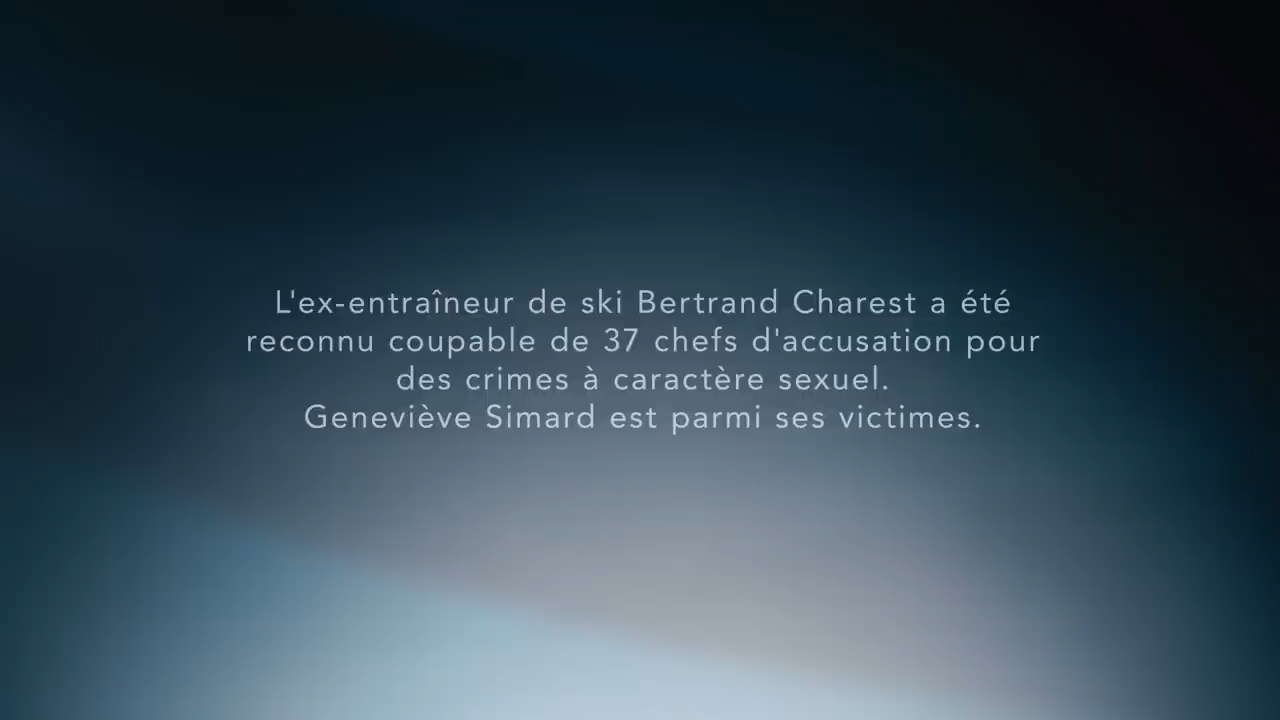 L'ex-entraîneur de ski Bertrand Charest a été
reconnu coupable de 37 chefs d'accusation pour
des crimes à caractère sexuel.
Geneviève Simard est parmi ses victimes.